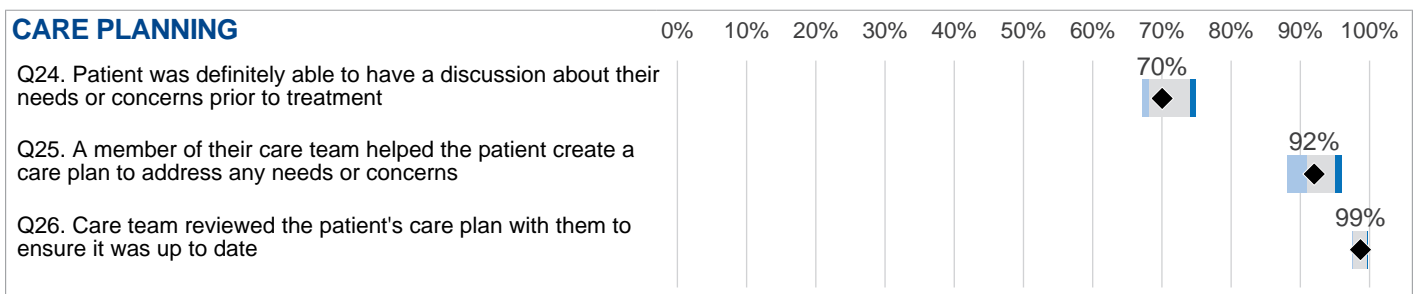 CARE PLANNING
0% 10% 20% 30% 40% 50% 60% 70% 80% 90% 100%
Q24. Patient was definitely able to have a discussion about their
needs or concerns prior to treatment
70%
Q25. A member of their care team helped the patient create a
care plan to address any needs or concerns
92%
Q26. Care team reviewed the patient's care plan with them to
ensure it was up to date
99%